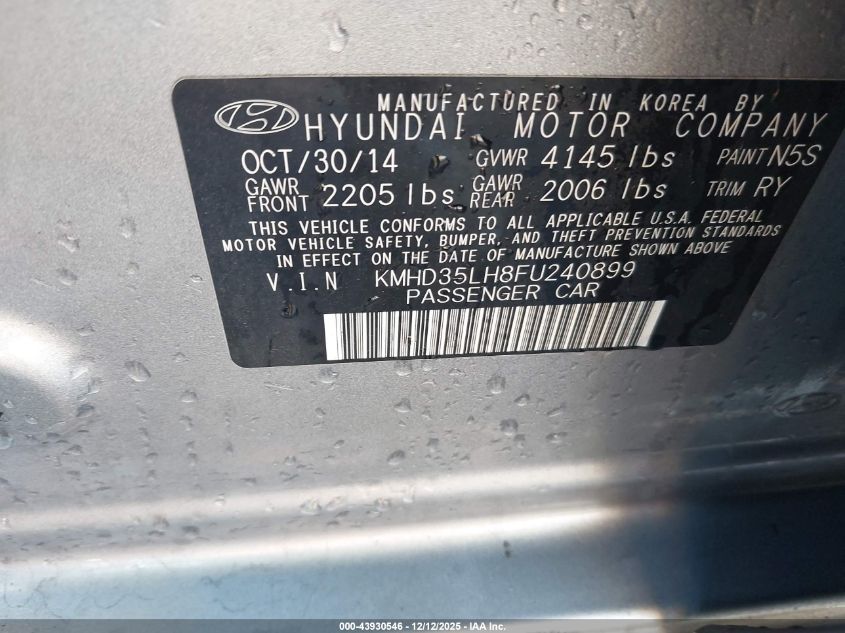 MANUFACTURED IN KOREA BY
HYUNDAI MOTOR COMPANY
OCT/30/14 GVWR 4145 lbs PAINT N5S
GAWR FRONT 2205 lbs GAWR REAR 2006 lbs TRIM RY
THIS VEHICLE CONFORMS TO ALL APPLICABLE U.S.A. FEDERAL
MOTOR VEHICLE SAFETY, BUMPER, AND THEFT PREVENTION STANDARDS
IN EFFECT ON THE DATE OF MANUFACTURE SHOWN ABOVE
V.I.N KMHD35LH8FU240899
PASSENGER CAR
000-43930546 - 12/12/2025 - IAA Inc.